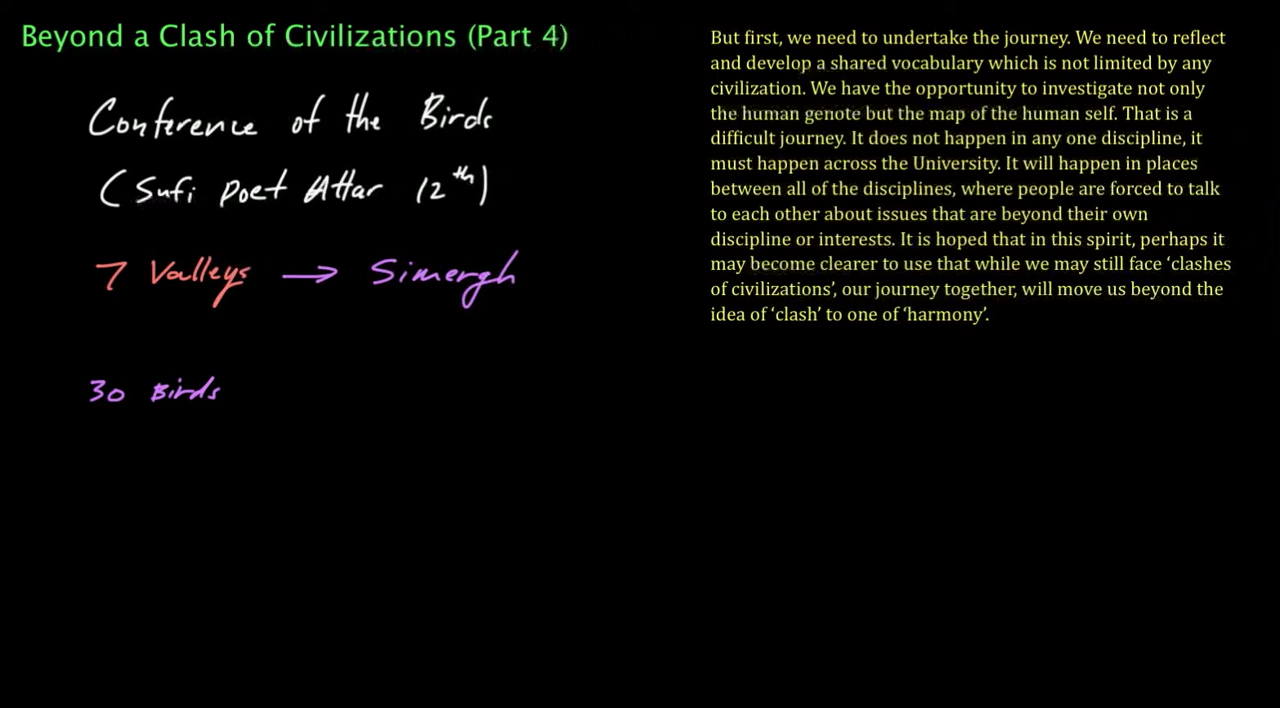 Beyond a Clash of Civilizations (Part 4)
Conference of the Birds
(Sufi Poet Attar 12th)
7 Valleys → Simergh
30 Birds
But first, we need to undertake the journey. We need to reflect
and develop a shared vocabulary which is not limited by any
civilization. We have the opportunity to investigate not only
the human genote but the map of the human self. That is a
difficult journey. It does not happen in any one discipline, it
must happen across the University. It will happen in places
between all of the disciplines, where people are forced to talk
to each other about issues that are beyond their own
discipline or interests. It is hoped that in this spirit, perhaps it
may become clearer to use that while we may still face ‘clashes
of civilizations’, our journey together, will move us beyond the
idea of ‘clash’ to one of ‘harmony’.